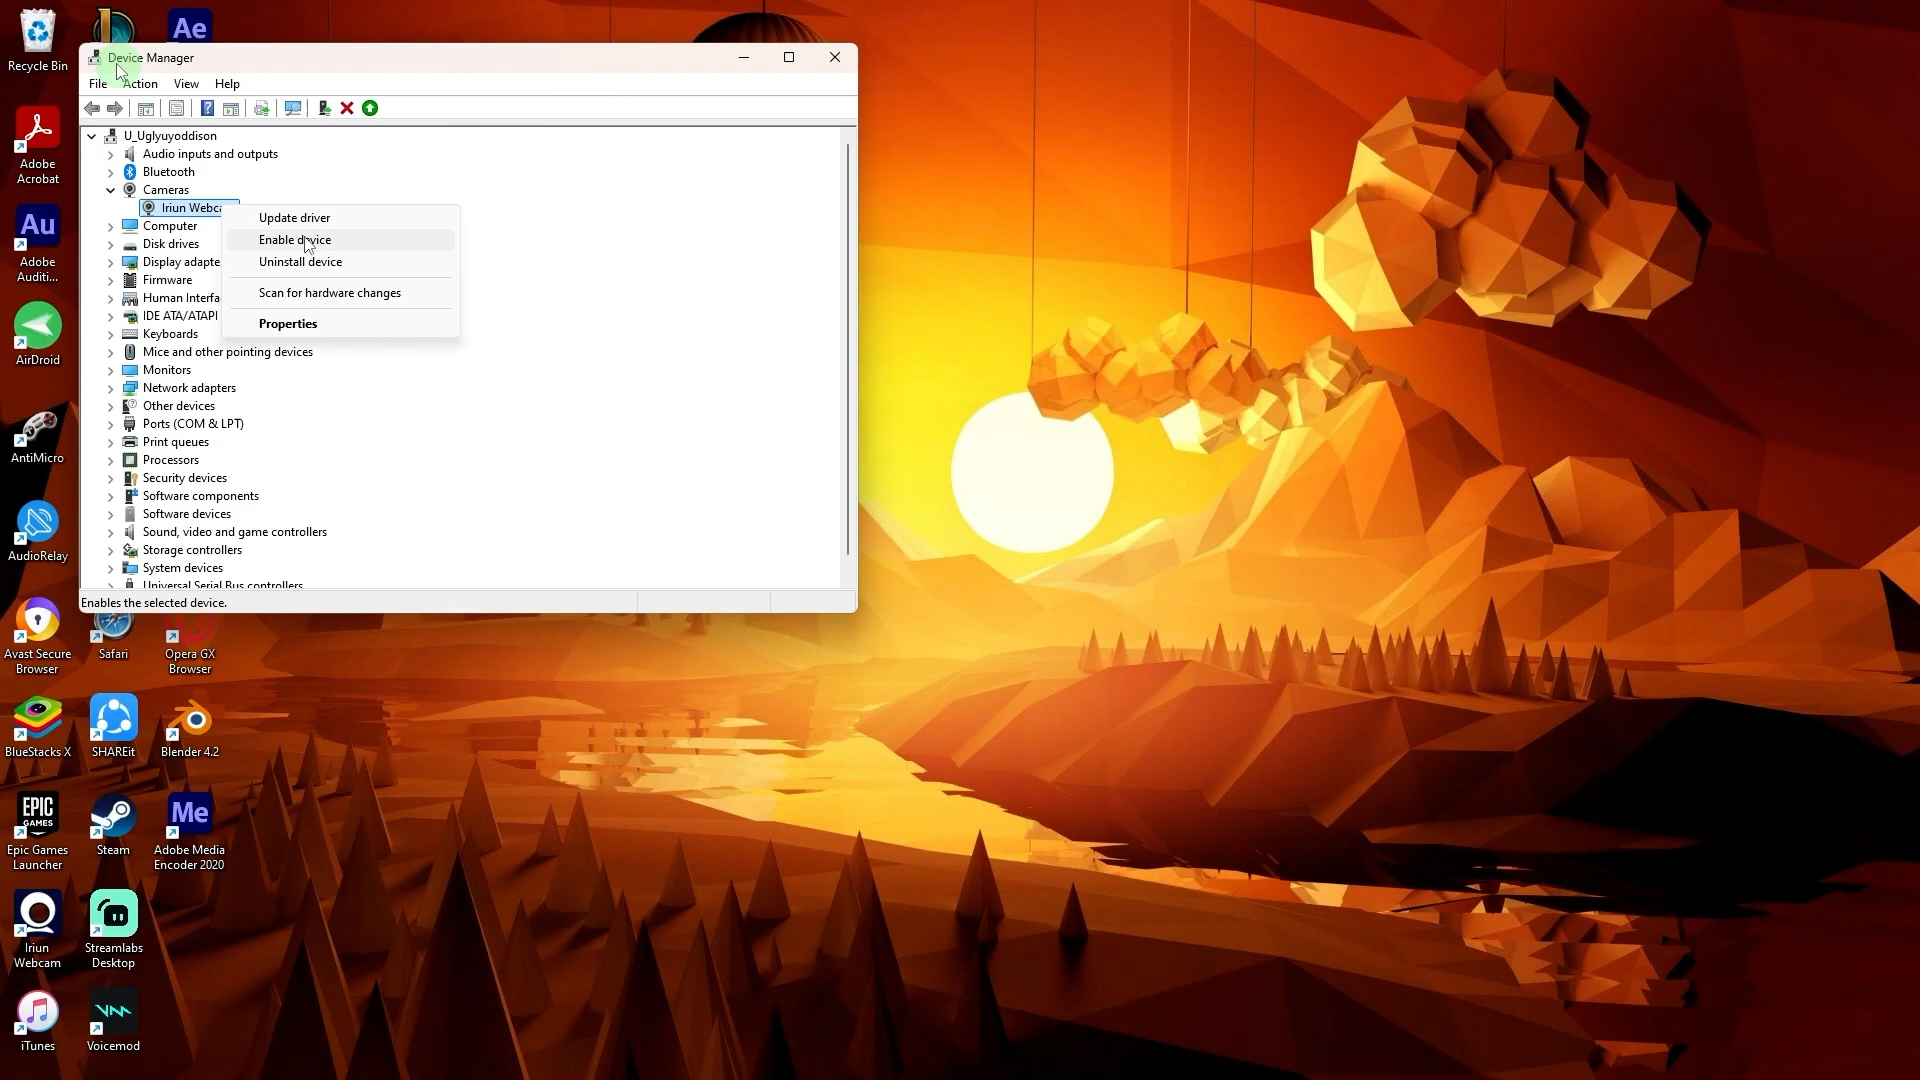 Recycle Bin
Ae
Device Manager
File
Action
View
Help
U_Uglyuyoddison
Audio inputs and outputs
Bluetooth
Cameras
Iriun Webc
Update driver
Enable device
Uninstall device
Scan for hardware changes
Properties
Computer
Disk drives
Display adapte
Firmware
Human Interfa
IDE ATA/ATAPI
Keyboards
Mice and other pointing devices
Monitors
Network adapters
Other devices
Ports (COM & LPT)
Print queues
Processors
Security devices
Software components
Software devices
Sound, video and game controllers
Storage controllers
System devices
Universal Serial Bus controllers
Enables the selected device.
Adobe
Acrobat
Au
Adobe
Auditi...
AirDroid
AntiMicro
AudioRelay
Avast Secure
Browser
Safari
Opera GX
Browser
BlueStacks X
SHAREit
Blender 4.2
EPIC
GAMES
Epic Games
Launcher
Steam
Me
Adobe Media
Encoder 2020
Iriun
Webcam
Streamlabs
Desktop
iTunes
Voicemod